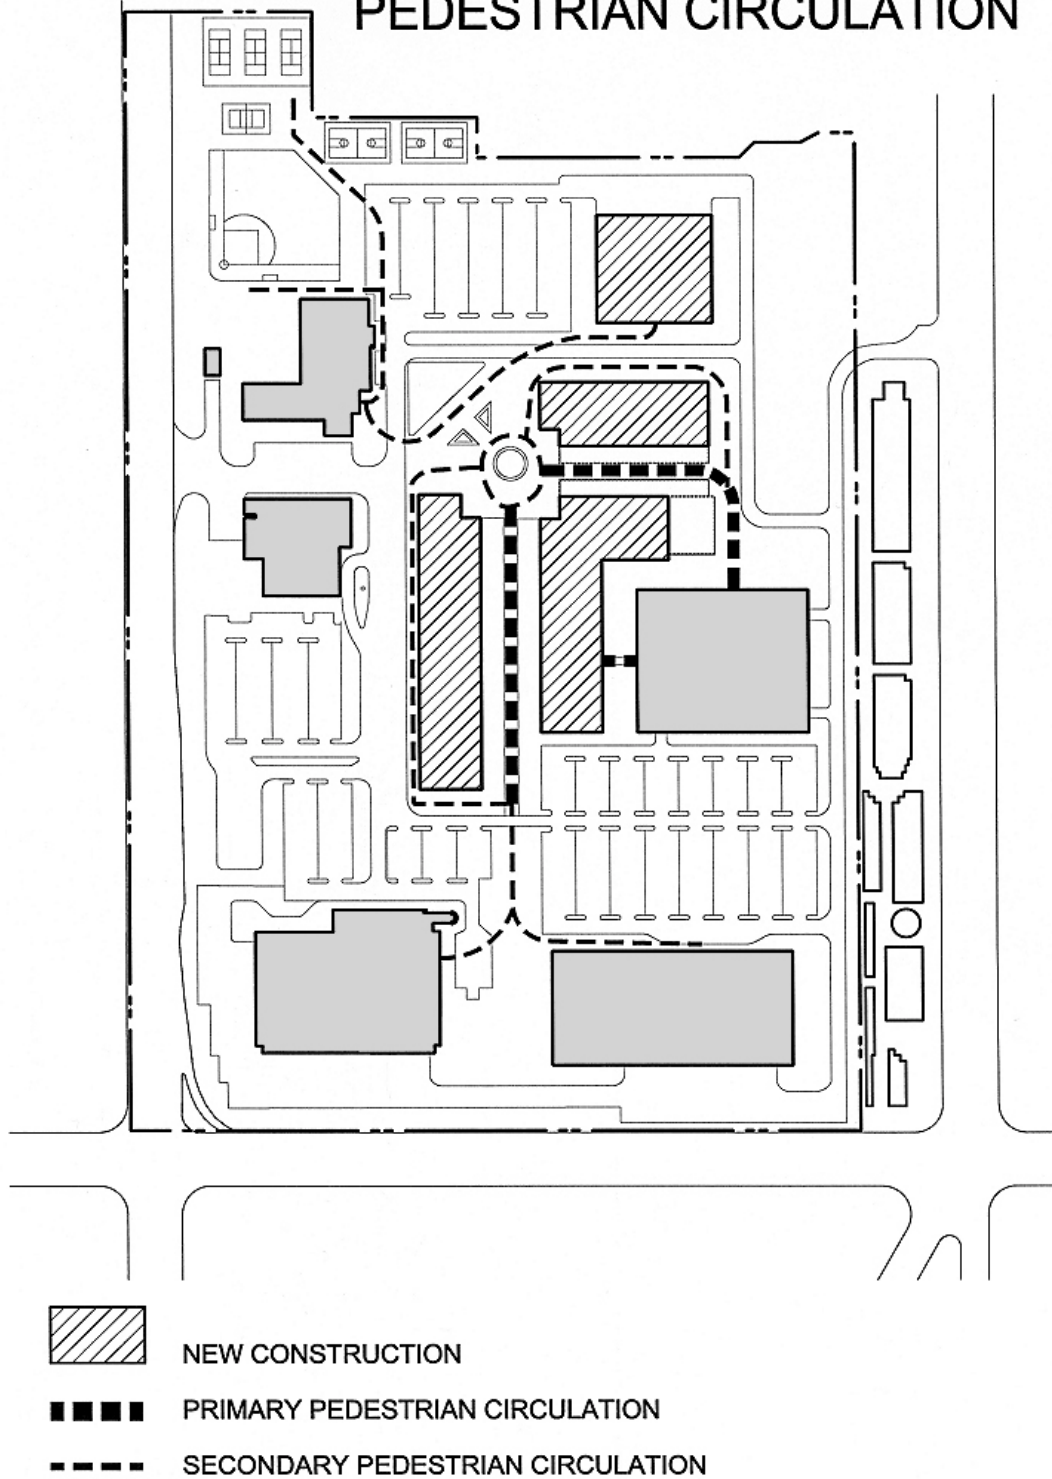 PEDESTRIAN CIRCULATION
NEW CONSTRUCTION
PRIMARY PEDESTRIAN CIRCULATION
SECONDARY PEDESTRIAN CIRCULATION